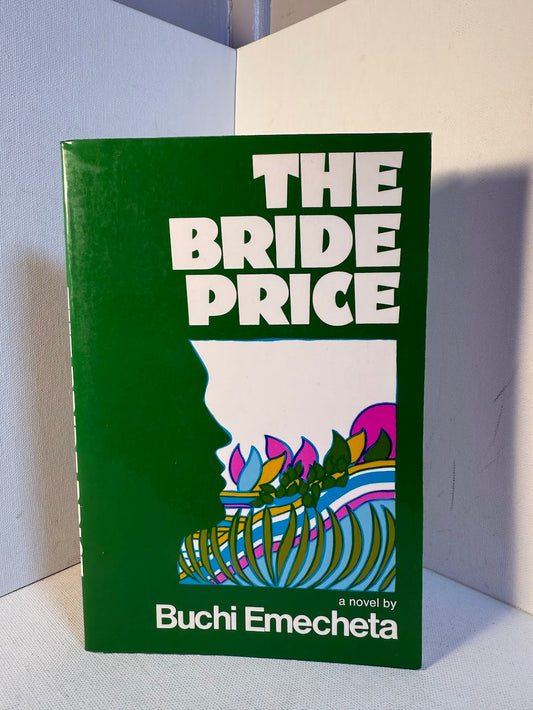 THE
BRIDE
PRICE
a novel by
Buchi Emecheta